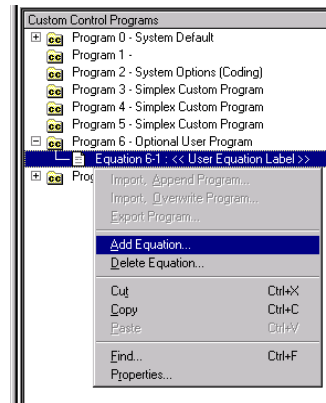 Custom Control Programs
Program 0 - System Default
Program 1 -
Program 2 - System Options (Coding)
Program 3 - Simplex Custom Program
Program 4 - Simplex Custom Program
Program 5 - Simplex Custom Program
Program 6 - Optional User Program
Equation 6-1 : << User Equation Label >>
Prog
Import, Append Program...
Import, Overwrite Program...
Export Program...
Add Equation...
Delete Equation...
Cut Ctrl+X
Copy Ctrl+C
Paste Ctrl+V
Find... Ctrl+F
Properties...